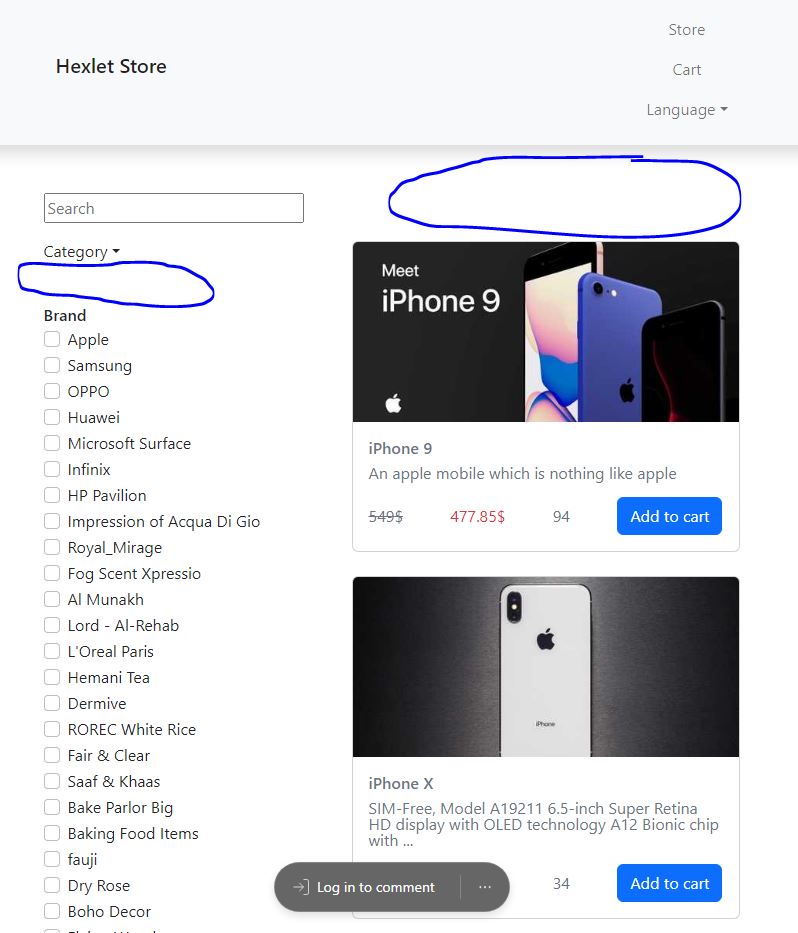 Hexlet Store
Store
Cart
Language
Search
Category
Brand
Apple
Samsung
OPPO
Huawei
Microsoft Surface
Infinix
HP Pavilion
Impression of Acqua Di Gio
Royal_Mirage
Fog Scent Xpressio
Al Munakh
Lord - Al-Rehab
L'Oreal Paris
Hemani Tea
Dermive
ROREC White Rice
Fair & Clear
Saaf & Khaas
Bake Parlor Big
Baking Food Items
fauji
Dry Rose
Boho Decor
Meet
iPhone 9
iPhone 9
An apple mobile which is nothing like apple
549$ 477.85$ 94 Add to cart
iPhone
iPhone X
SIM-Free, Model A19211 6.5-inch Super Retina
HD display with OLED technology A12 Bionic chip
with ...
34 Add to cart
Log in to comment ...